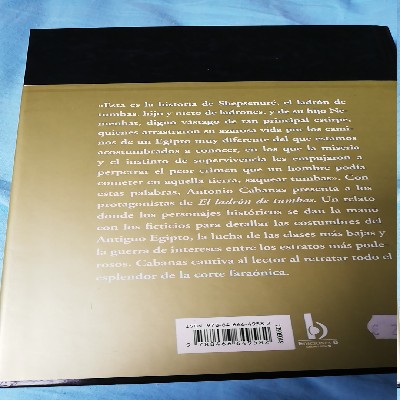 «Esta es la historia de Shepsenuré, el ladrón de
tumbas, hijo y nieto de ladrones, y de su hijo Ne-
menhat, digno vástago de tan principal estirpe,
quienes arrastraron su azarosa vida por los cami-
nos de un Egipto muy diferente del que estamos
acostumbrados a conocer, en los que la miseria
y el instinto de supervivencia les empujaron a
perpetrar el peor crimen que un hombre podía
cometer en aquella tierra, saquear tumbas». Con
estas palabras, Antonio Cabanas presenta a los
protagonistas de El ladrón de tumbas. Un relato
donde los personajes históricos se dan la mano
con los ficticios para detallar las costumbres del
Antiguo Egipto, la lucha de las clases más bajas y
la guerra de intereses entre los estratos más pode-
rosos. Cabanas cautiva al lector al retratar todo el
esplendor de la corte faraónica.
ISBN
b